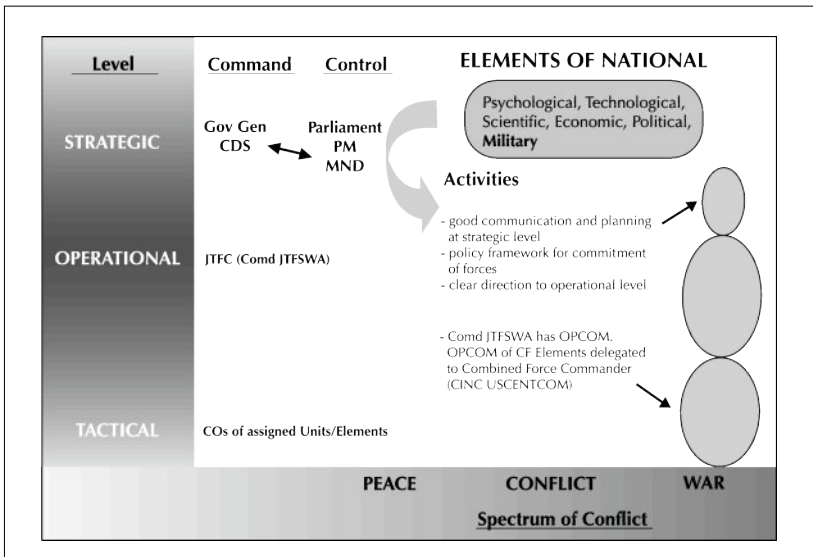 Level
Command
Control
ELEMENTS OF NATIONAL
Psychological, Technological,
Scientific, Economic, Political,
Military
STRATEGIC
Gov Gen
CDS
Parliament
PM
MND
Activities
- good communication and planning
at strategic level
- policy framework for commitment
of forces
- clear direction to operational level
OPERATIONAL
JTFC (Comd JTFSWA)
- Comd JTFSWA has OPCOM.
OPCOM of CF Elements delegated
to Combined Force Commander
(CINC USCENTCOM)
TACTICAL
COs of assigned Units/Elements
PEACE
CONFLICT
WAR
Spectrum of Conflict